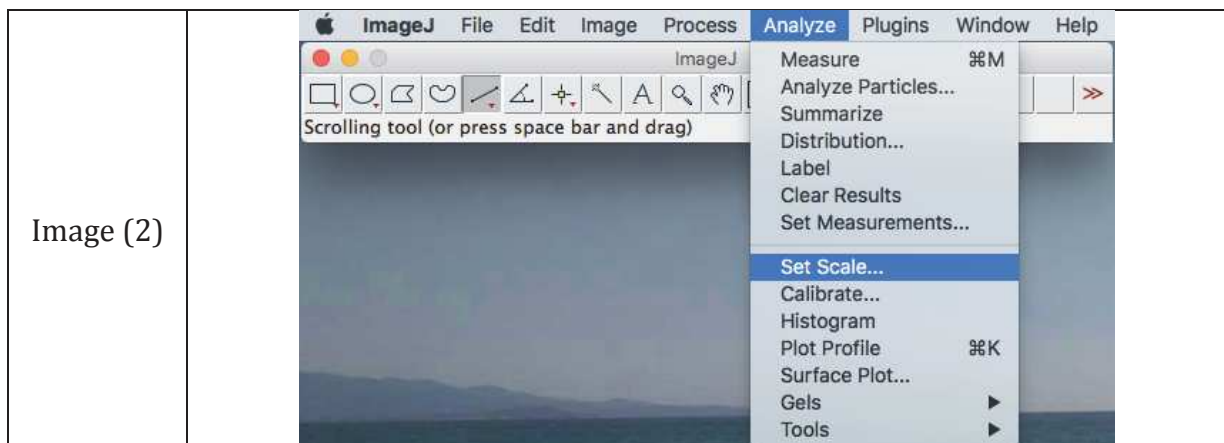 Image (2)
ImageJ File Edit Image Process Analyze Plugins Window Help
ImageJ
A
Scrolling tool (or press space bar and drag)
Measure ⌘M
Analyze Particles...
Summarize
Distribution...
Label
Clear Results
Set Measurements...
Set Scale...
Calibrate...
Histogram
Plot Profile ⌘K
Surface Plot...
Gels
Tools